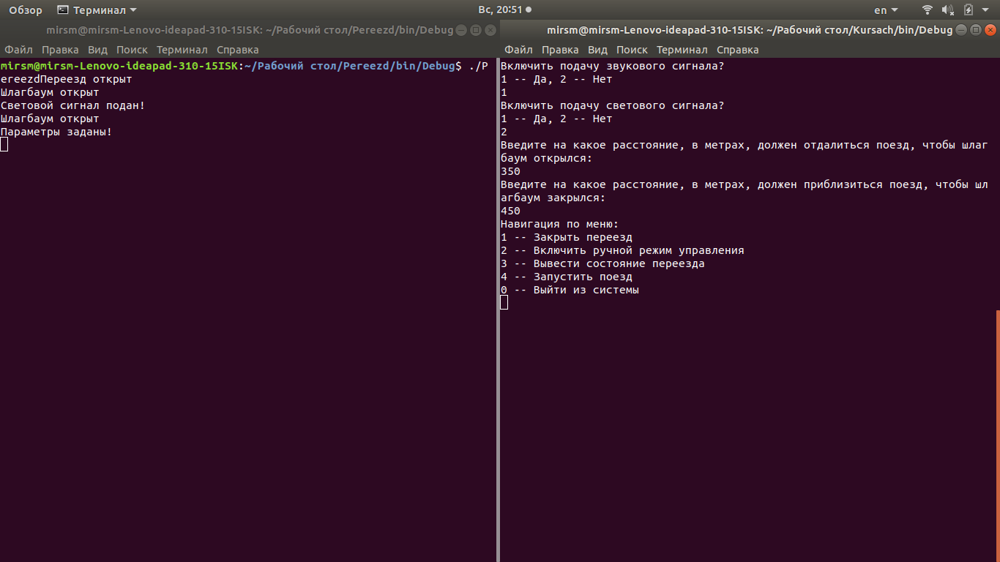 Обзор Терминал Вс, 20:51 en
mirsm@mirsm-Lenovo-ideapad-310-15ISK: ~/Рабочий стол/Pereezd/bin/Debug
Файл Правка Вид Поиск Терминал Справка
mirsm@mirsm-Lenovo-ideapad-310-15ISK:~/Рабочий стол/Pereezd/bin/Debug$ ./P
ereezdПереезд открыт
Шлагбаум открыт
Световой сигнал подан!
Шлагбаум открыт
Параметры заданы!
mirsm@mirsm-Lenovo-ideapad-310-15ISK: ~/Рабочий стол/Kursach/bin/Debug
Файл Правка Вид Поиск Терминал Справка
Включить подачу звукового сигнала?
1 -- Да, 2 -- Нет
1
Включить подачу светового сигнала?
1 -- Да, 2 -- Нет
2
Введите на какое расстояние, в метрах, должен отдалиться поезд, чтобы шлаг
баум открылся:
350
Введите на какое расстояние, в метрах, должен приблизиться поезд, чтобы шл
агбаум закрылся:
450
Навигация по меню:
1 -- Закрыть переезд
2 -- Включить ручной режим управления
3 -- Вывести состояние переезда
4 -- Запустить поезд
0 -- Выйти из системы